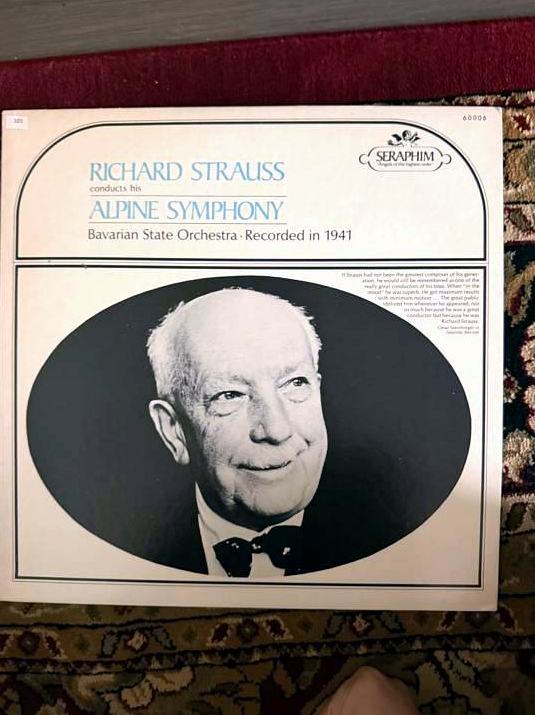 60006
SERAPHIM
"Angels of the highest order"
RICHARD STRAUSS
conducts his
ALPINE SYMPHONY
Bavarian State Orchestra · Recorded in 1941
If Strauss had not been the greatest composer of his gener-
ation, he would still be remembered as one of the
really great conductors of his time. When "in the
mood" he was superb. He got maximum results
with minimum motion ... The great public
idolized him whenever he appeared, not
so much because he was a great
conductor but because he was
Richard Strauss.